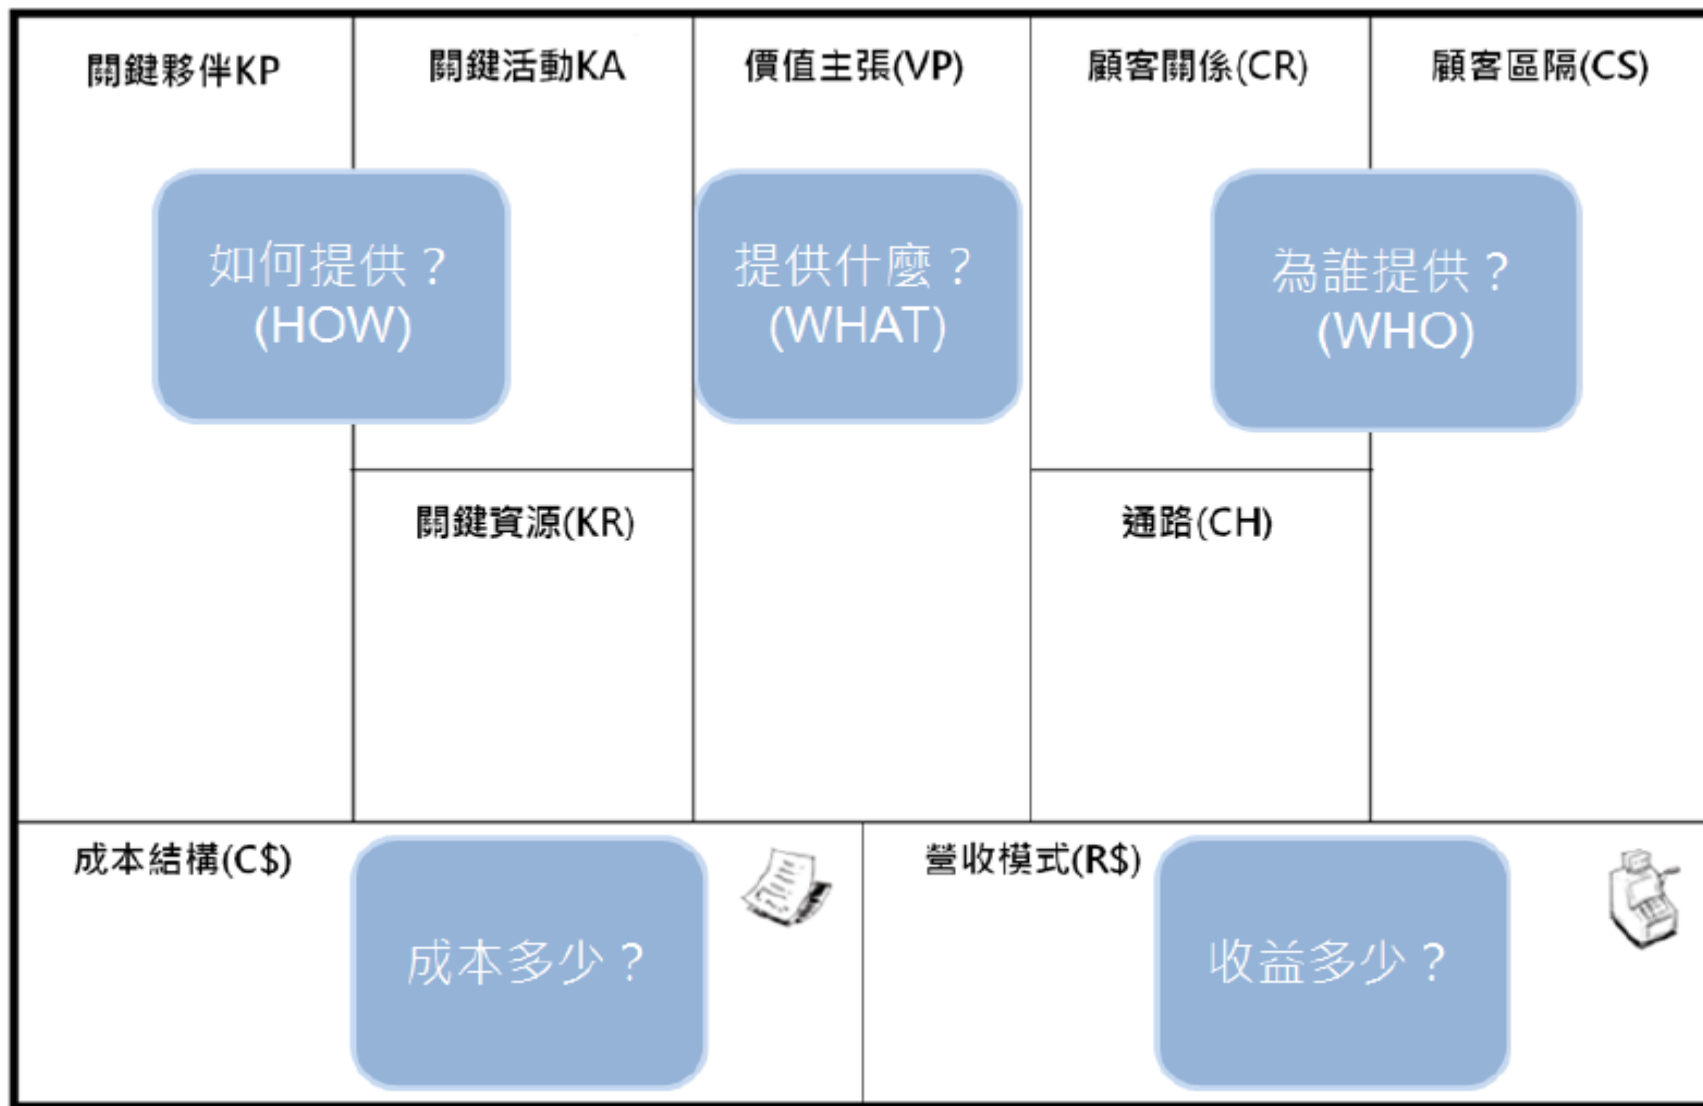 關鍵夥伴KP
關鍵活動KA
價值主張(VP)
顧客關係(CR)
顧客區隔(CS)
如何提供？
(HOW)
提供什麼？
(WHAT)
為誰提供？
(WHO)
關鍵資源(KR)
通路(CH)
成本結構(C$)
營收模式(R$)
成本多少？
收益多少？